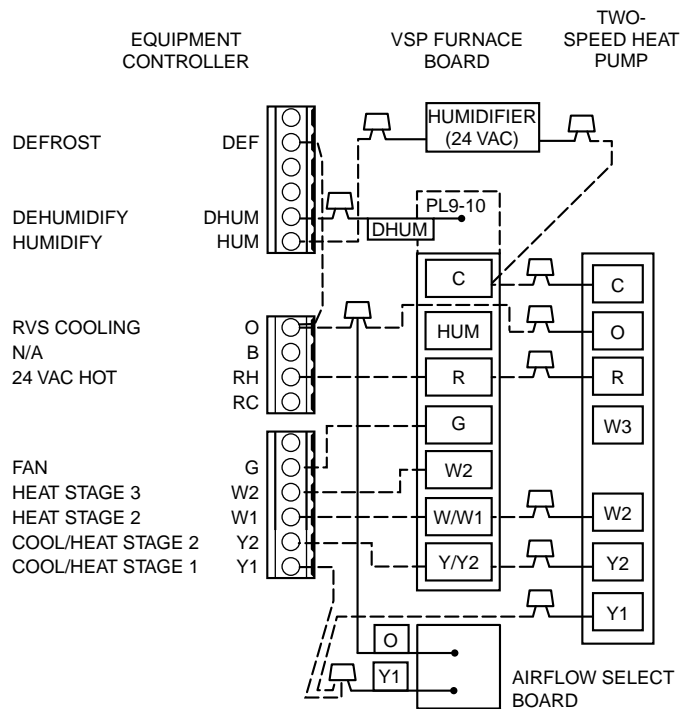 EQUIPMENT
CONTROLLER
VSP FURNACE
BOARD
TWO-
SPEED HEAT
PUMP
HUMIDIFIER
(24 VAC)
DEFROST DEF
DEHUMIDIFY DHUM
HUMIDIFY HUM
PL9-10
DHUM
C
C
RVS COOLING O
HUM
O
N/A B
24 VAC HOT RH
R
R
RC
G
W3
FAN G
W2
HEAT STAGE 3 W2
HEAT STAGE 2 W1
W/W1
W2
COOL/HEAT STAGE 2 Y2
Y/Y2
Y2
COOL/HEAT STAGE 1 Y1
Y1
O
Y1
AIRFLOW SELECT
BOARD